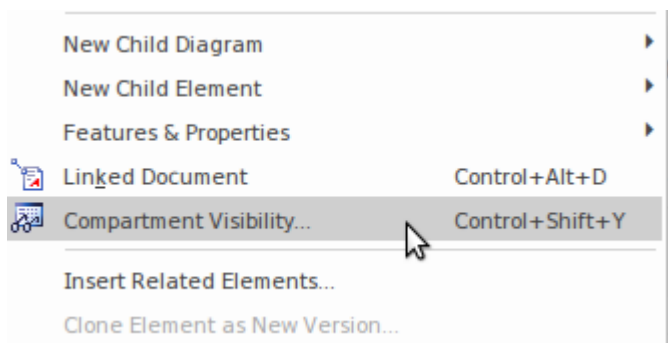 New Child Diagram
New Child Element
Features & Properties
Linked Document Control+Alt+D
Compartment Visibility... Control+Shift+Y
Insert Related Elements...
Clone Element as New Version...